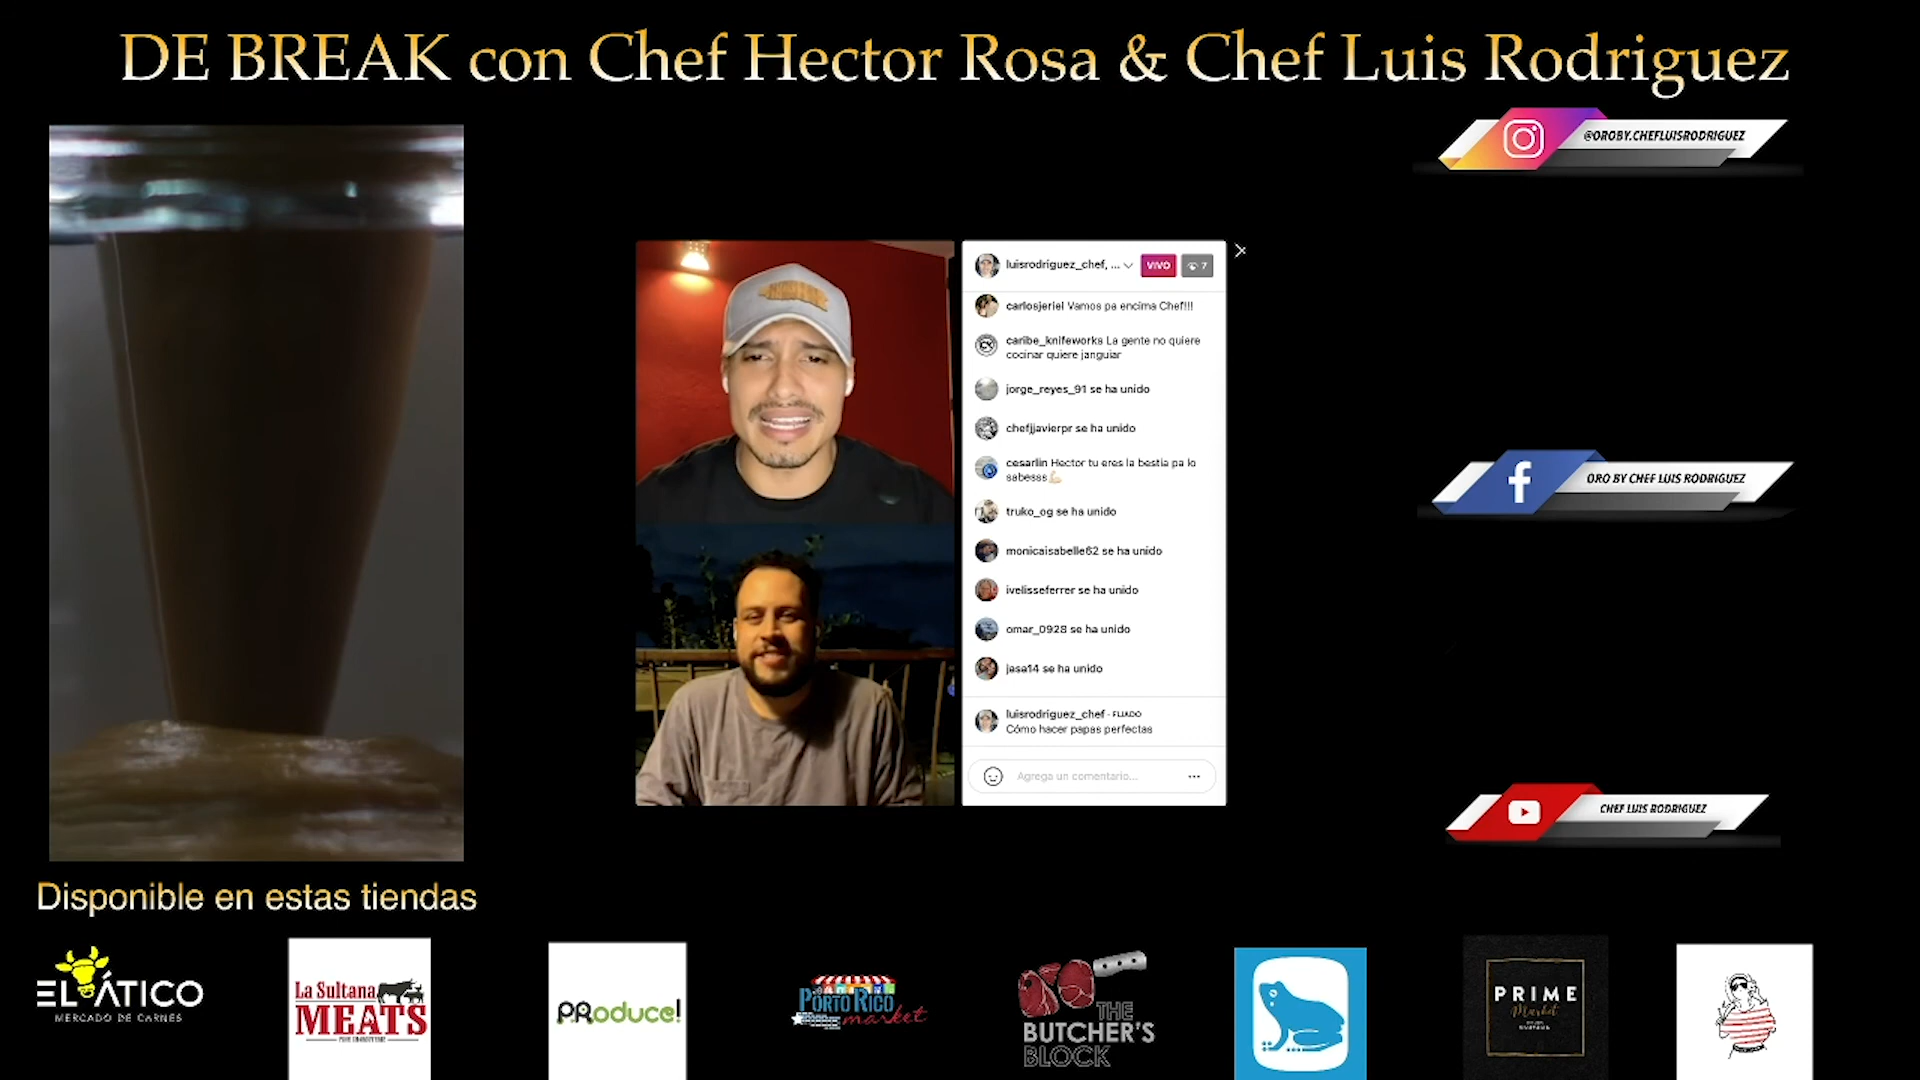 DE BREAK con Chef Hector Rosa & Chef Luis Rodriguez
@OROBY.CHEFLUISRODRIGUEZ
luisrodriguez_chef, ...
VIVO
7
carlosjeriel Vamos pa encima Chef!!!
caribe_knifeworks La gente no quiere
cocinar quiere janguiar
jorge_reyes_91 se ha unido
chefjjavierpr se ha unido
cesarlin Hector tu eres la bestia pa lo
sabesss💪🏻
truko_og se ha unido
monicaisabelle62 se ha unido
ivelisseferrer se ha unido
omar_0928 se ha unido
jasa14 se ha unido
luisrodriguez_chef · FIJADO
Cómo hacer papas perfectas
Agrega un comentario...
ORO BY CHEF LUIS RODRIGUEZ
CHEF LUIS RODRIGUEZ
Disponible en estas tiendas
EL ÁTICO
MERCADO DE CARNES
La Sultana
MEATS
PRoduce!
PORTO RICO
market
THE
BUTCHER'S
BLOCK
PRIME
Market